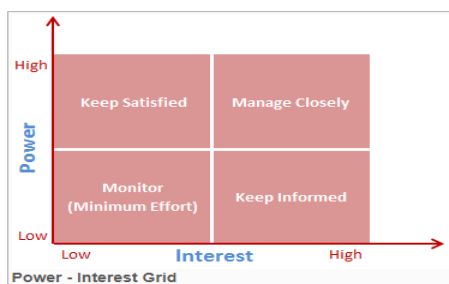 High
Keep Satisfied
Manage Closely
Power
Monitor
(Minimum Effort)
Keep Informed
Low
Low
Interest
High
Power - Interest Grid